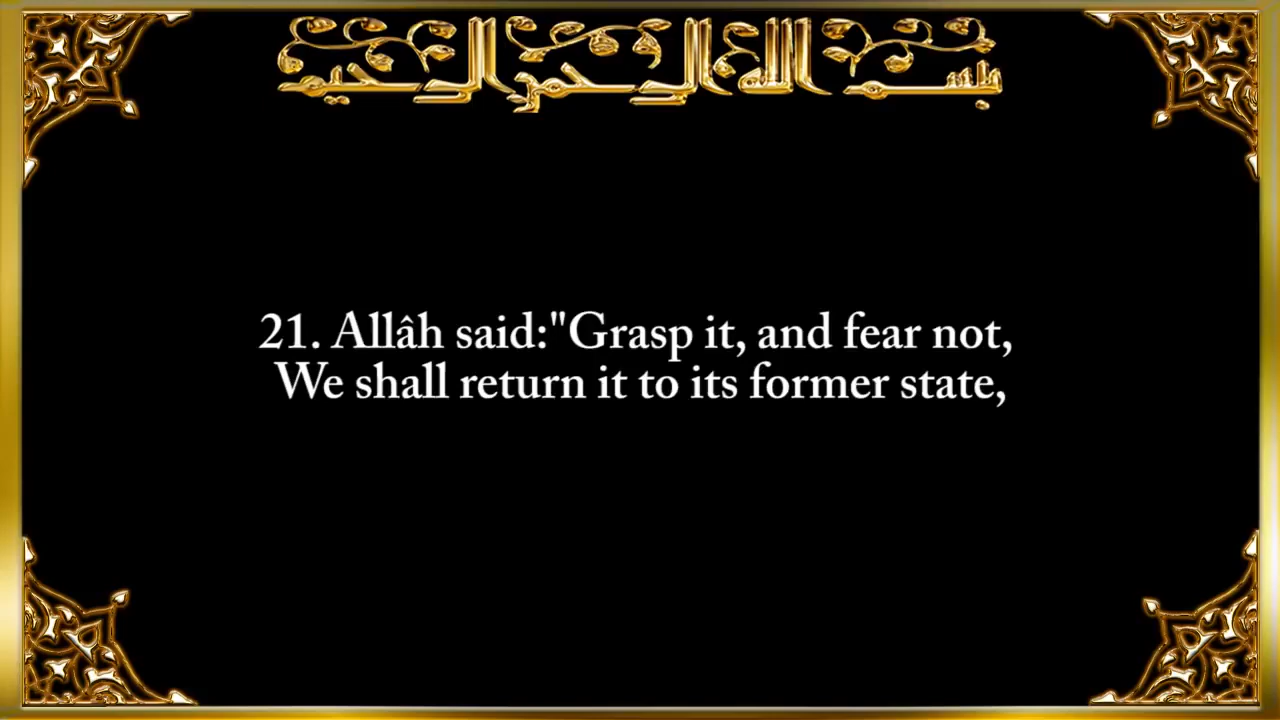 بسم الله الرحمن الرحيم
21. Allâh said:"Grasp it, and fear not,
We shall return it to its former state,